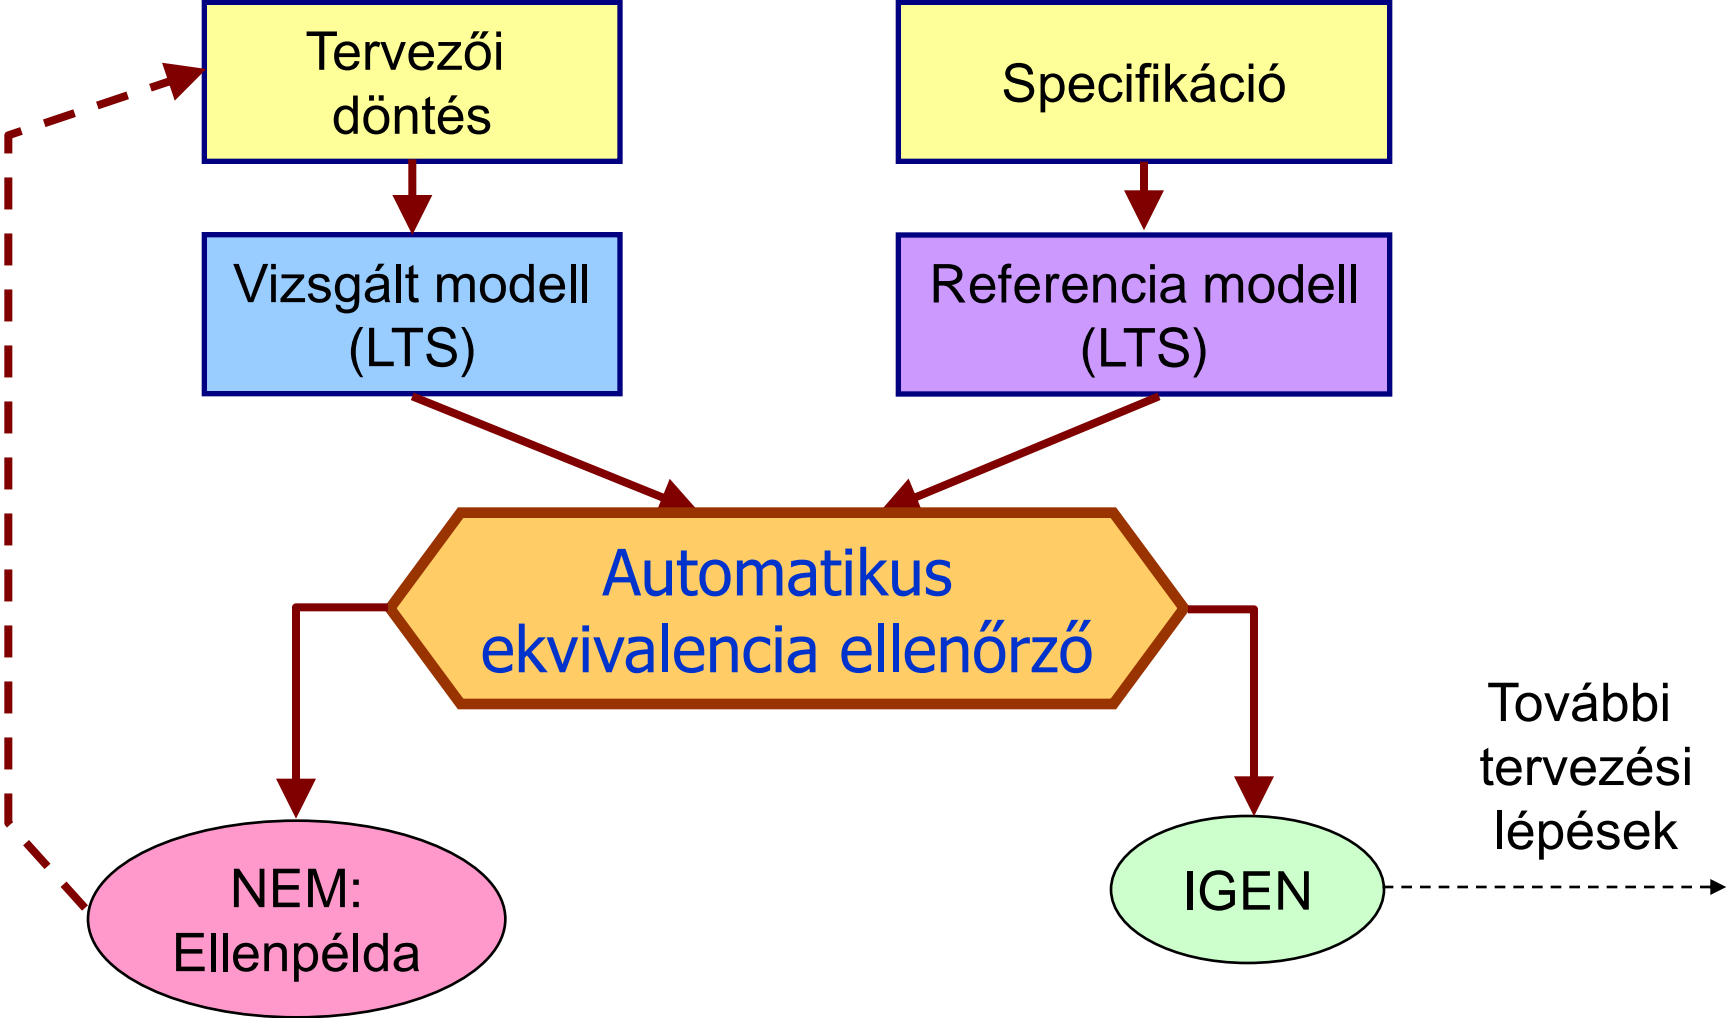 Tervezői
döntés
Specifikáció
Vizsgált modell
(LTS)
Referencia modell
(LTS)
Automatikus
ekvivalencia ellenőrző
További
tervezési
lépések
NEM:
Ellenpélda
IGEN